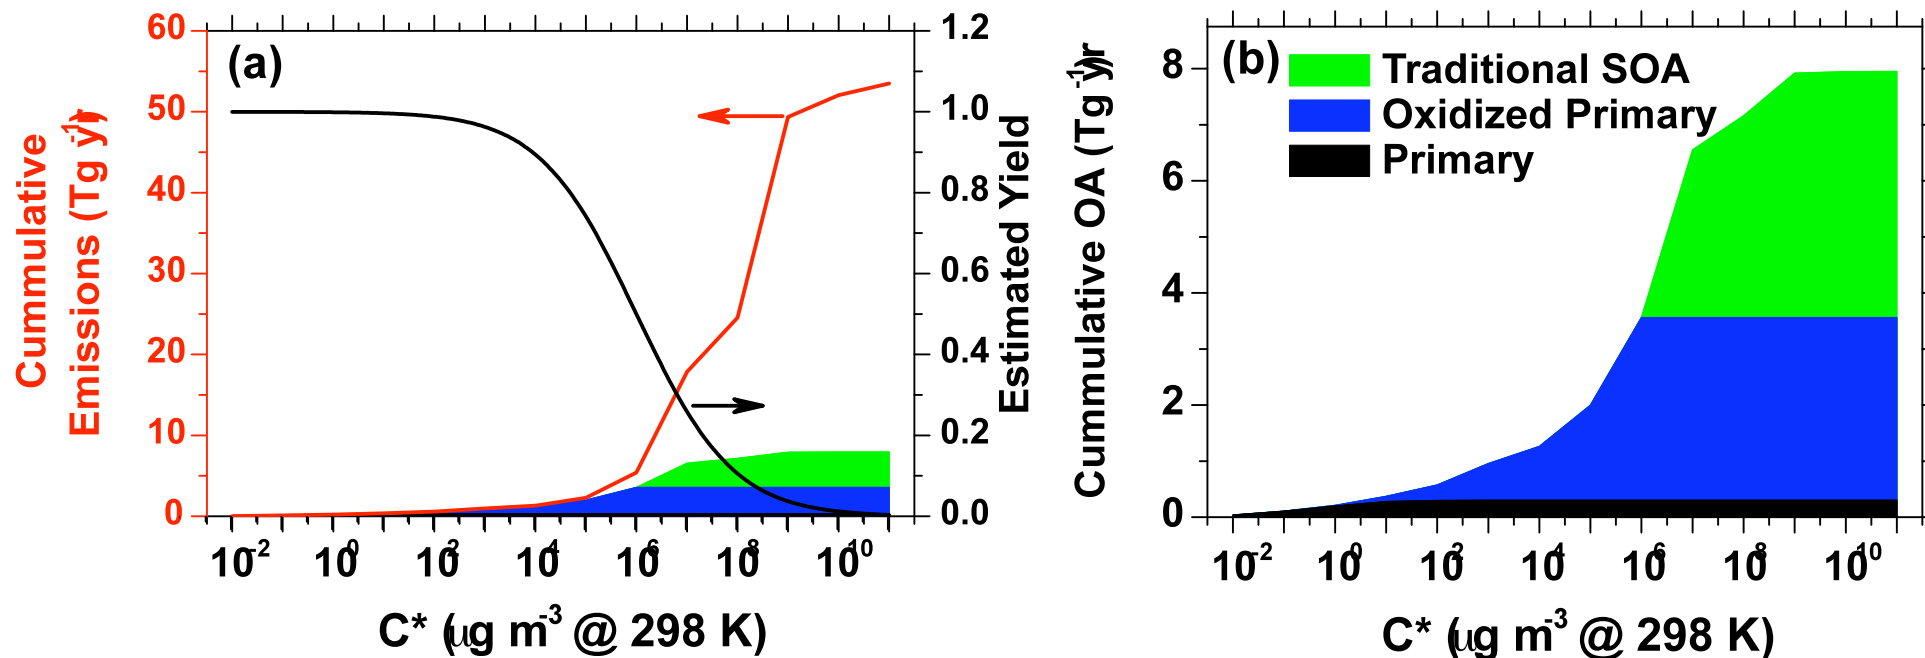 (a)
Cummulative
Emissions (Tg yr-1)
60
50
40
30
20
10
0
1.2
1.0
0.8
0.6
0.4
0.2
0.0
Estimated Yield
10-2 100 102 104 106 108 1010
C* (μg m-3 @ 298 K)
(b)
Traditional SOA
Oxidized Primary
Primary
Cummulative OA (Tg yr-1)
8
6
4
2
0
10-2 100 102 104 106 108 1010
C* (μg m-3 @ 298 K)